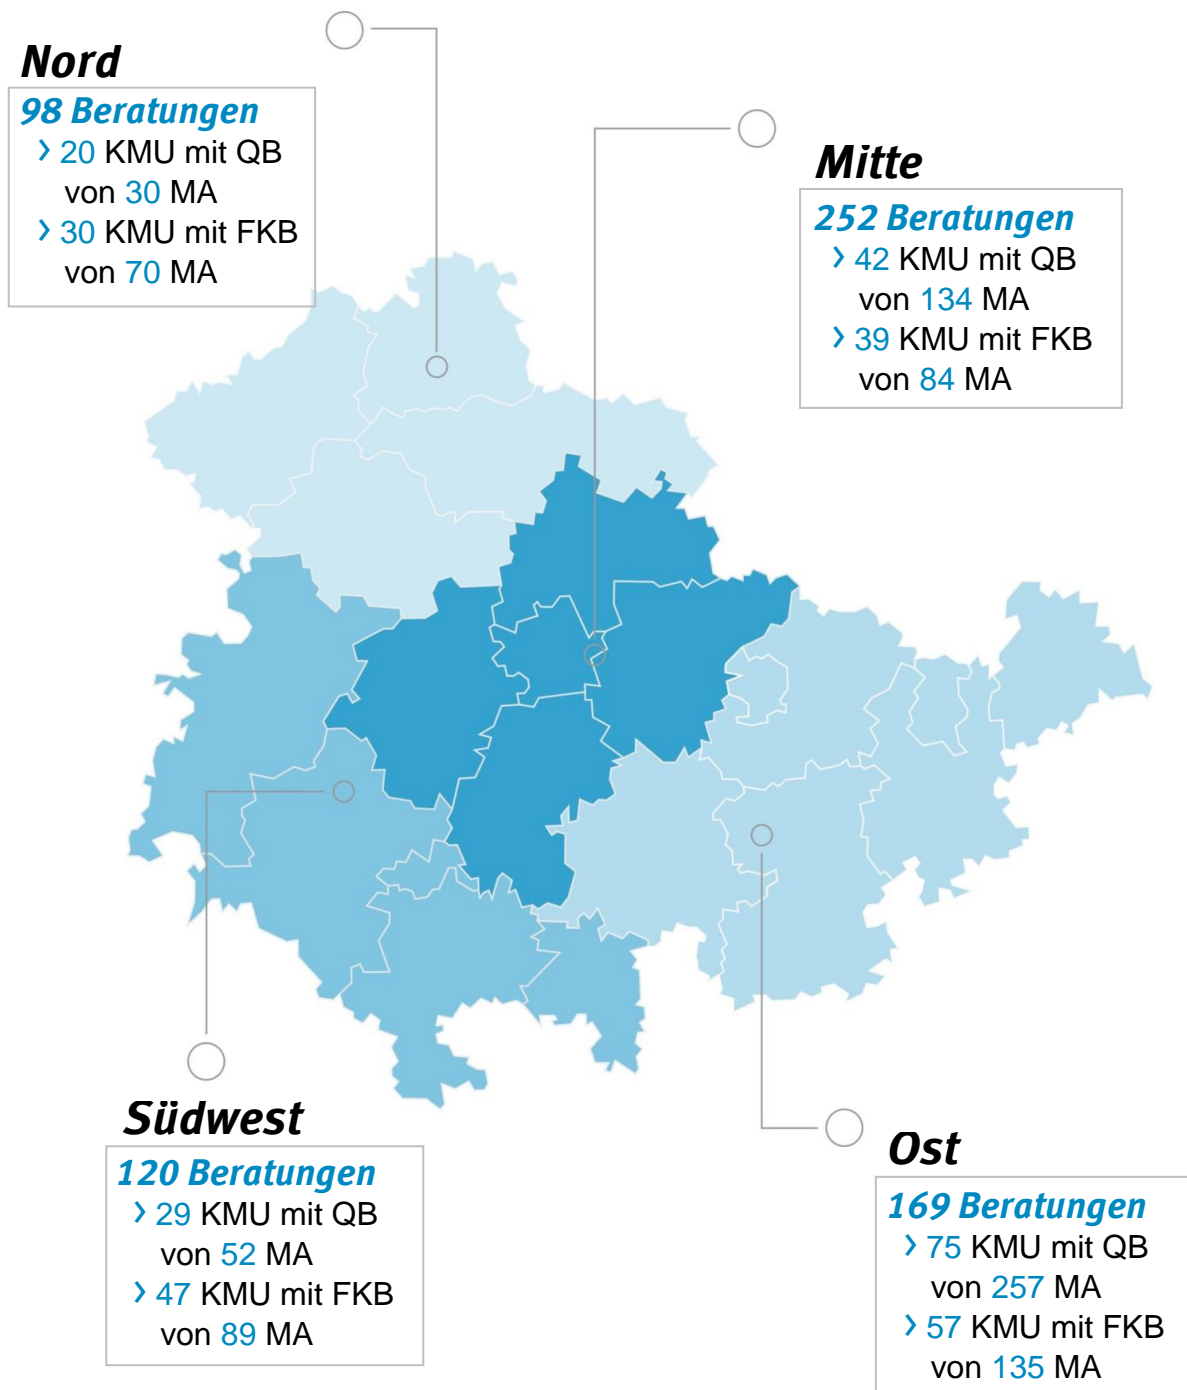 Nord
98 Beratungen
› 20 KMU mit QB
von 30 MA
› 30 KMU mit FKB
von 70 MA
Mitte
252 Beratungen
› 42 KMU mit QB
von 134 MA
› 39 KMU mit FKB
von 84 MA
Südwest
120 Beratungen
› 29 KMU mit QB
von 52 MA
› 47 KMU mit FKB
von 89 MA
Ost
169 Beratungen
› 75 KMU mit QB
von 257 MA
› 57 KMU mit FKB
von 135 MA